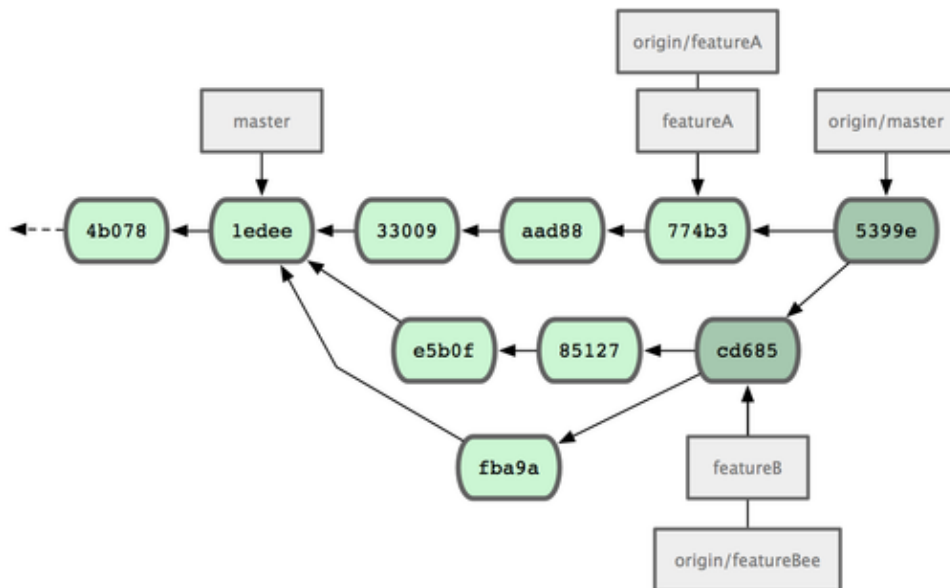 origin/featureA
master
featureA
origin/master
4b078
1edee
33009
aad88
774b3
5399e
e5b0f
85127
cd685
fba9a
featureB
origin/featureBee